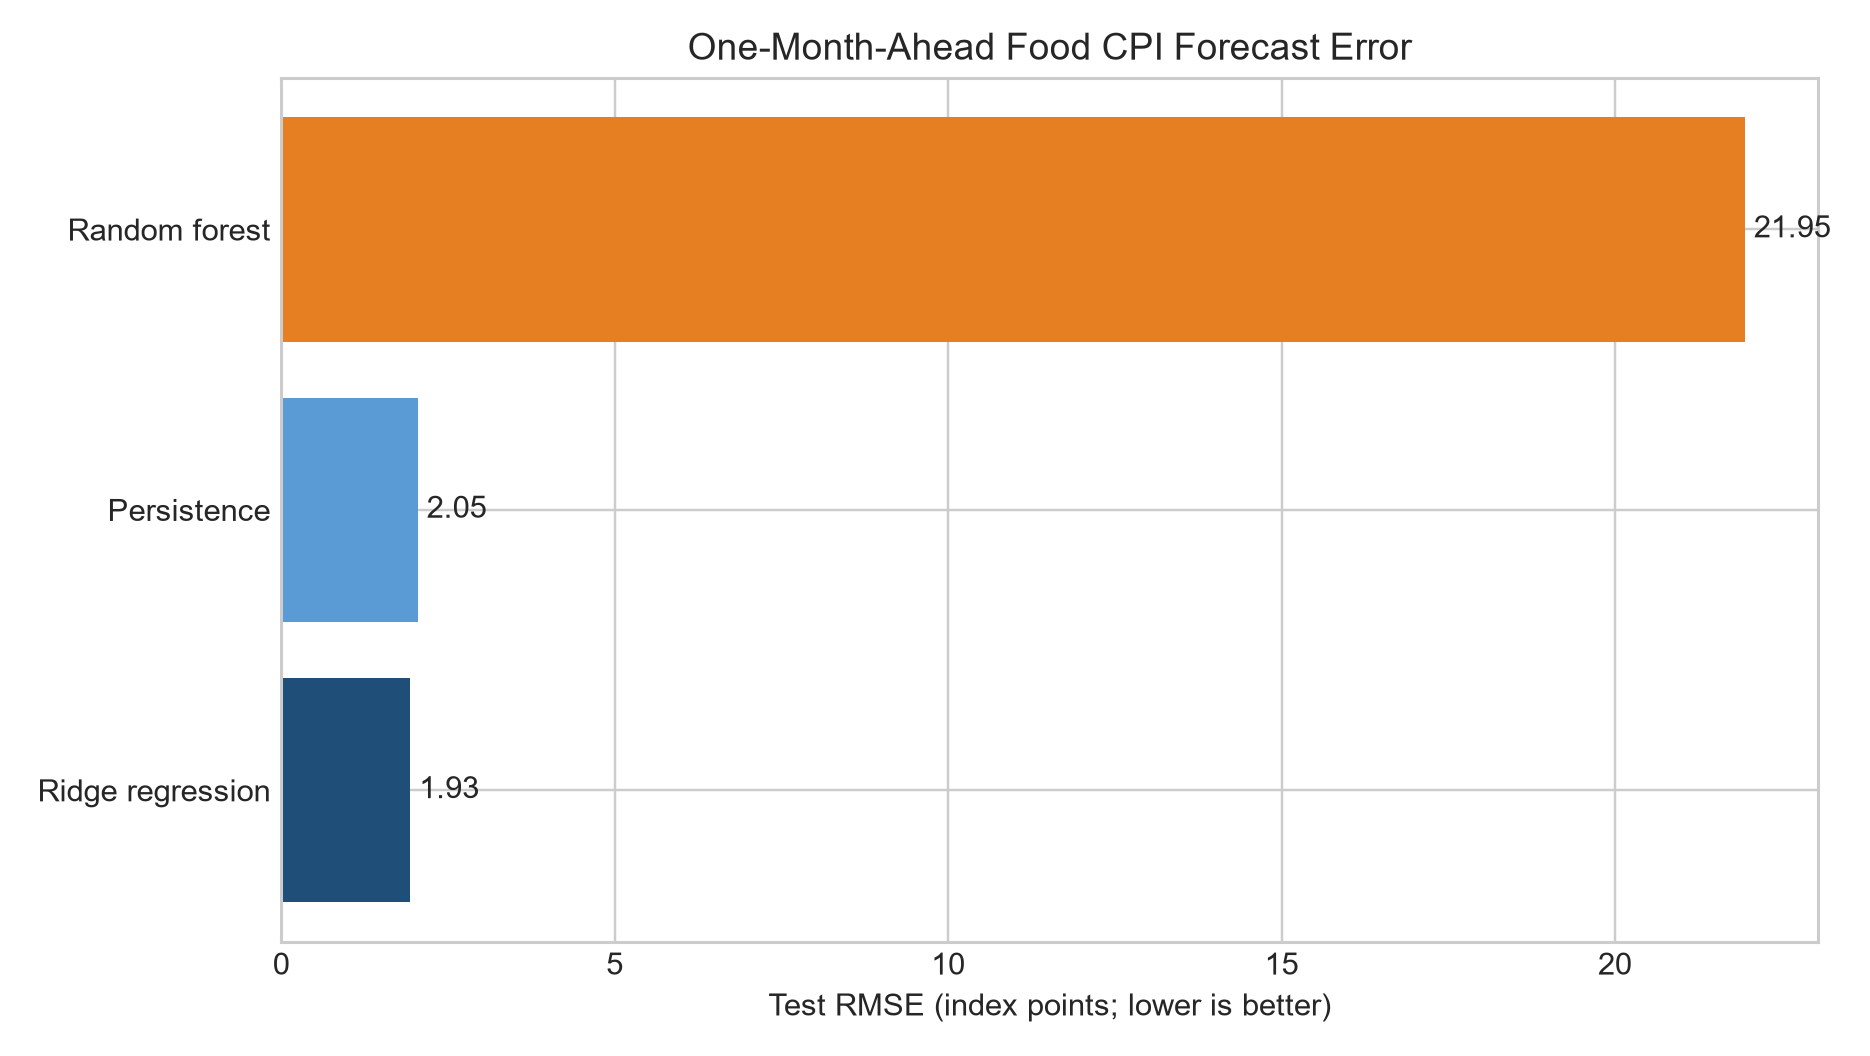 One-Month-Ahead Food CPI Forecast Error
Random forest
21.95
Persistence
2.05
Ridge regression
1.93
0 5 10 15 20
Test RMSE (index points; lower is better)